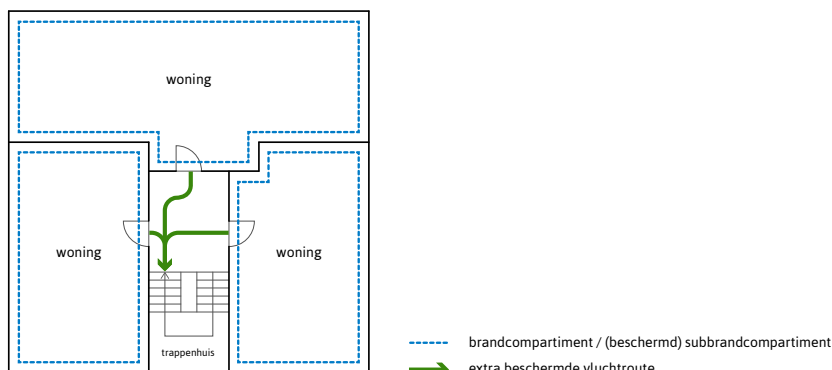 woning
woning
woning
trappenhuis
brandcompartiment / (beschermd) subbrandcompartiment
extra beschermde vluchtroute